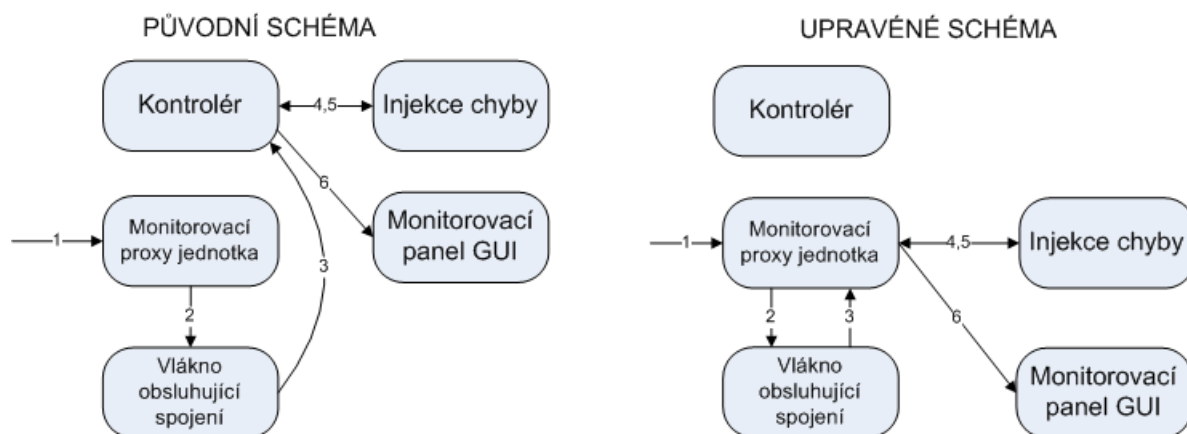 PŮVODNÍ SCHÉMA
Kontrolér
4,5
Injekce chyby
6
1
Monitorovací
proxy jednotka
Monitorovací
panel GUI
3
2
Vlákno
obsluhující
spojení
UPRAVÉNÉ SCHÉMA
Kontrolér
1
Monitorovací
proxy jednotka
4,5
Injekce chyby
2
3
6
Vlákno
obsluhující
spojení
Monitorovací
panel GUI